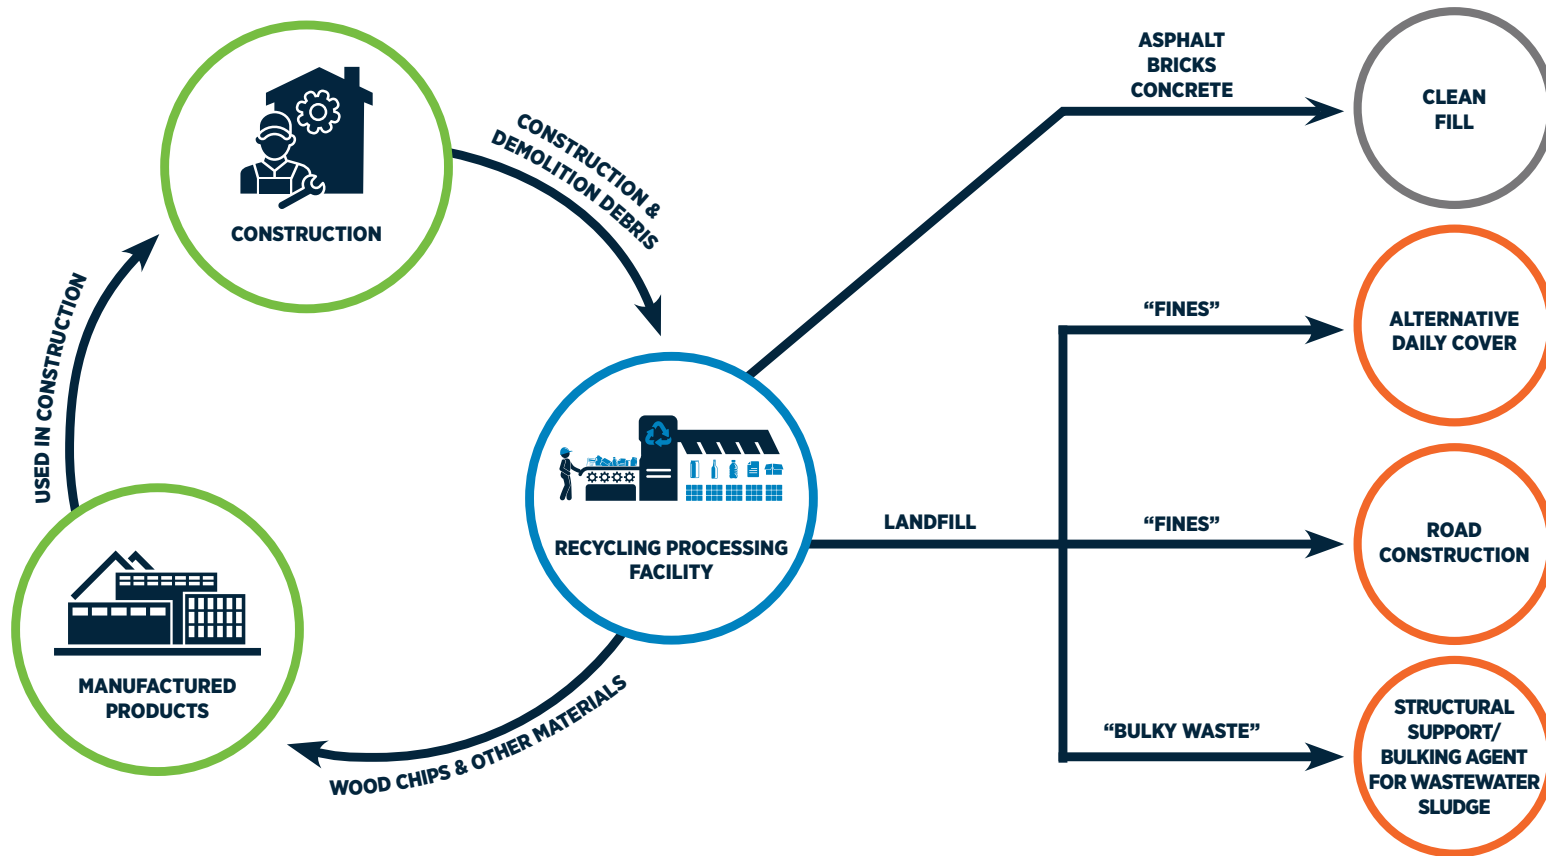 CONSTRUCTION
CONSTRUCTION &
DEMOLITION DEBRIS
USED IN CONSTRUCTION
MANUFACTURED
PRODUCTS
WOOD CHIPS & OTHER MATERIALS
RECYCLING PROCESSING
FACILITY
ASPHALT
BRICKS
CONCRETE
CLEAN
FILL
LANDFILL
“FINES”
ALTERNATIVE
DAILY COVER
“FINES”
ROAD
CONSTRUCTION
“BULKY WASTE”
STRUCTURAL
SUPPORT/
BULKING AGENT
FOR WASTEWATER
SLUDGE